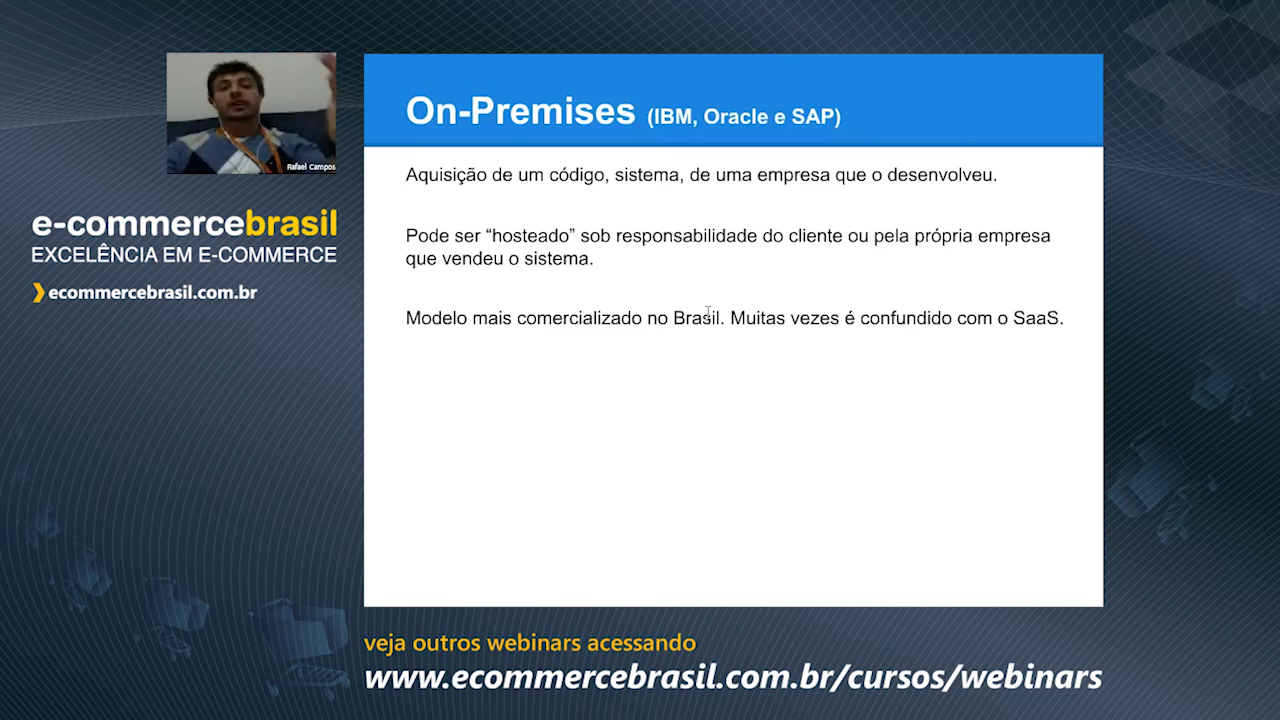 Rafael Campos
e-commercebrasil
EXCELÊNCIA EM E-COMMERCE
ecommercebrasil.com.br
On-Premises (IBM, Oracle e SAP)
Aquisição de um código, sistema, de uma empresa que o desenvolveu.
Pode ser “hosteado” sob responsabilidade do cliente ou pela própria empresa
que vendeu o sistema.
Modelo mais comercializado no Brasil. Muitas vezes é confundido com o SaaS.
veja outros webinars acessando
www.ecommercebrasil.com.br/cursos/webinars